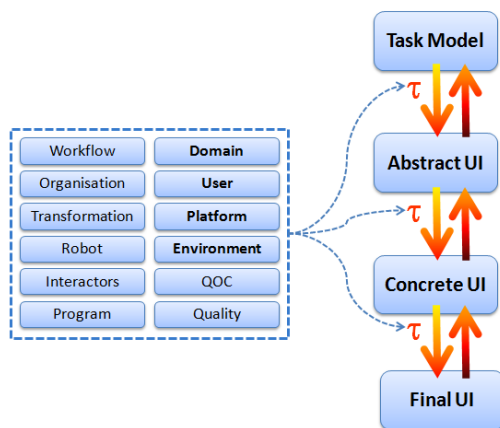 Task Model
τ
Abstract UI
τ
Concrete UI
τ
Final UI
Workflow
Domain
Organisation
User
Transformation
Platform
Robot
Environment
Interactors
QOC
Program
Quality